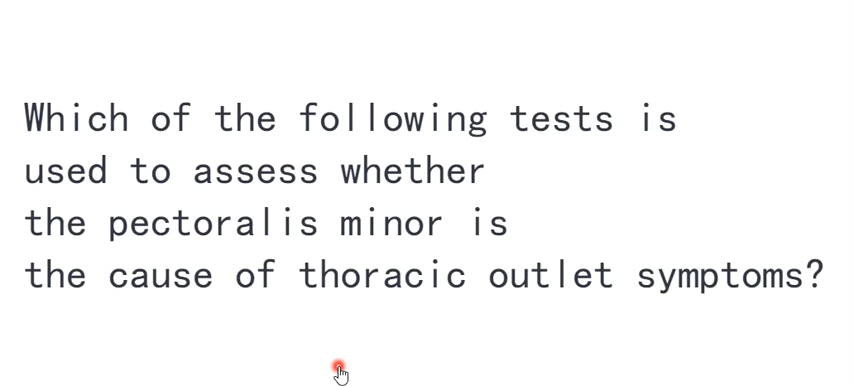 Which of the following tests is
used to assess whether
the pectoralis minor is
the cause of thoracic outlet symptoms?